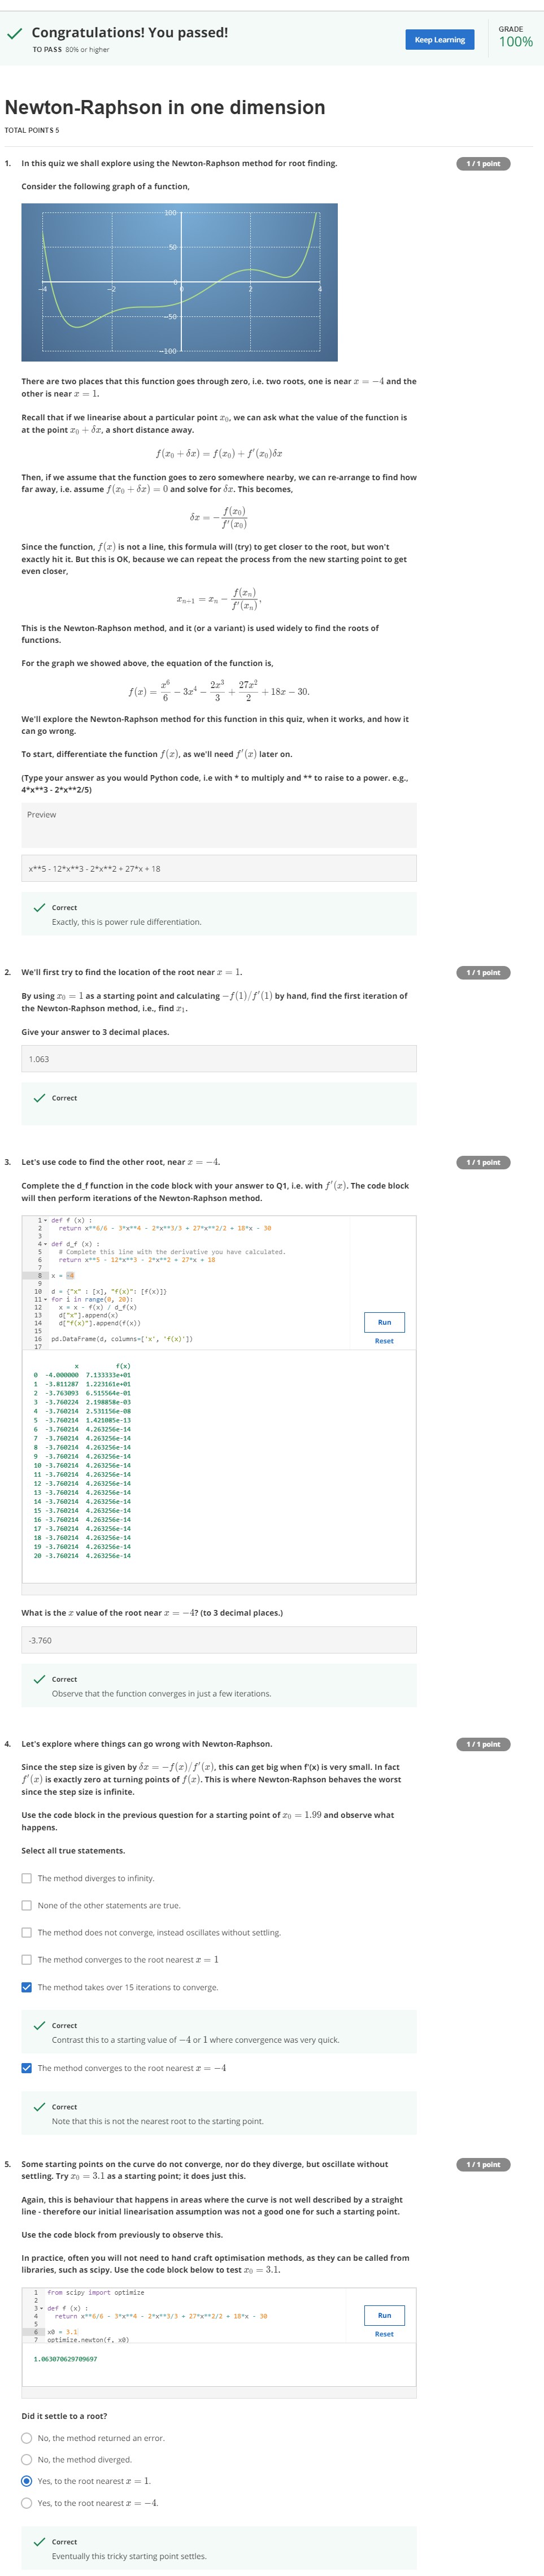 Congratulations! You passed!
TO PASS 80% or higher
Keep Learning
GRADE
100%
Newton-Raphson in one dimension
TOTAL POINTS 5
1. In this quiz we shall explore using the Newton-Raphson method for root finding.
1 / 1 point
Consider the following graph of a function,
100
50
0
-50
-100
-4 -2 0 2 4
There are two places that this function goes through zero, i.e. two roots, one is near x = −4 and the
other is near x = 1.
Recall that if we linearise about a particular point x₀, we can ask what the value of the function is
at the point x₀ + δx, a short distance away.
f(x₀ + δx) = f(x₀) + f′(x₀)δx
Then, if we assume that the function goes to zero somewhere nearby, we can re-arrange to find how
far away, i.e. assume f(x₀ + δx) = 0 and solve for δx. This becomes,
δx = − f(x₀) / f′(x₀)
Since the function, f(x) is not a line, this formula will (try) to get closer to the root, but won't
exactly hit it. But this is OK, because we can repeat the process from the new starting point to get
even closer,
xₙ₊₁ = xₙ − f(xₙ) / f′(xₙ),
This is the Newton-Raphson method, and it (or a variant) is used widely to find the roots of
functions.
For the graph we showed above, the equation of the function is,
f(x) = x⁶/6 − 3x⁴ − 2x³/3 + 27x²/2 + 18x − 30.
We'll explore the Newton-Raphson method for this function in this quiz, when it works, and how it
can go wrong.
To start, differentiate the function f(x), as we'll need f′(x) later on.
(Type your answer as you would Python code, i.e with * to multiply and ** to raise to a power. e.g.,
4*x**3 - 2*x**2/5)
Preview
x**5 - 12*x**3 - 2*x**2 + 27*x + 18
Correct
Exactly, this is power rule differentiation.
2. We'll first try to find the location of the root near x = 1.
1 / 1 point
By using x₀ = 1 as a starting point and calculating −f(1)/f′(1) by hand, find the first iteration of
the Newton-Raphson method, i.e., find x₁.
Give your answer to 3 decimal places.
1.063
Correct
3. Let's use code to find the other root, near x = −4.
1 / 1 point
Complete the d_f function in the code block with your answer to Q1, i.e. with f′(x). The code block
will then perform iterations of the Newton-Raphson method.
1 def f (x) :
2 return x**6/6 - 3*x**4 - 2*x**3/3 + 27*x**2/2 + 18*x - 30
3
4 def d_f (x) :
5 # Complete this line with the derivative you have calculated.
6 return x**5 - 12*x**3 - 2*x**2 + 27*x + 18
7
8 x = -4
9
10 d = {"x" : [x], "f(x)": [f(x)]}
11 for i in range(0, 20):
12 x = x - f(x) / d_f(x)
13 d["x"].append(x)
14 d["f(x)"].append(f(x))
15
16 pd.DataFrame(d, columns=['x', 'f(x)'])
17
Run
Reset
x f(x)
0 -4.000000 7.133333e+01
1 -3.811287 1.223161e+01
2 -3.763093 6.515564e-01
3 -3.760224 2.198858e-03
4 -3.760214 2.531156e-08
5 -3.760214 1.421085e-13
6 -3.760214 4.263256e-14
7 -3.760214 4.263256e-14
8 -3.760214 4.263256e-14
9 -3.760214 4.263256e-14
10 -3.760214 4.263256e-14
11 -3.760214 4.263256e-14
12 -3.760214 4.263256e-14
13 -3.760214 4.263256e-14
14 -3.760214 4.263256e-14
15 -3.760214 4.263256e-14
16 -3.760214 4.263256e-14
17 -3.760214 4.263256e-14
18 -3.760214 4.263256e-14
19 -3.760214 4.263256e-14
20 -3.760214 4.263256e-14
What is the x value of the root near x = −4? (to 3 decimal places.)
-3.760
Correct
Observe that the function converges in just a few iterations.
4. Let's explore where things can go wrong with Newton-Raphson.
1 / 1 point
Since the step size is given by δx = −f(x)/f′(x), this can get big when f'(x) is very small. In fact
f′(x) is exactly zero at turning points of f(x). This is where Newton-Raphson behaves the worst
since the step size is infinite.
Use the code block in the previous question for a starting point of x₀ = 1.99 and observe what
happens.
Select all true statements.
The method diverges to infinity.
None of the other statements are true.
The method does not converge, instead oscillates without settling.
The method converges to the root nearest x = 1
The method takes over 15 iterations to converge.
Correct
Contrast this to a starting value of −4 or 1 where convergence was very quick.
The method converges to the root nearest x = −4
Correct
Note that this is not the nearest root to the starting point.
5. Some starting points on the curve do not converge, nor do they diverge, but oscillate without
settling. Try x₀ = 3.1 as a starting point; it does just this.
1 / 1 point
Again, this is behaviour that happens in areas where the curve is not well described by a straight
line - therefore our initial linearisation assumption was not a good one for such a starting point.
Use the code block from previously to observe this.
In practice, often you will not need to hand craft optimisation methods, as they can be called from
libraries, such as scipy. Use the code block below to test x₀ = 3.1.
1 from scipy import optimize
2
3 def f (x) :
4 return x**6/6 - 3*x**4 - 2*x**3/3 + 27*x**2/2 + 18*x - 30
5
6 x0 = 3.1
7 optimize.newton(f, x0)
Run
Reset
1.063070629709697
Did it settle to a root?
No, the method returned an error.
No, the method diverged.
Yes, to the root nearest x = 1.
Yes, to the root nearest x = −4.
Correct
Eventually this tricky starting point settles.